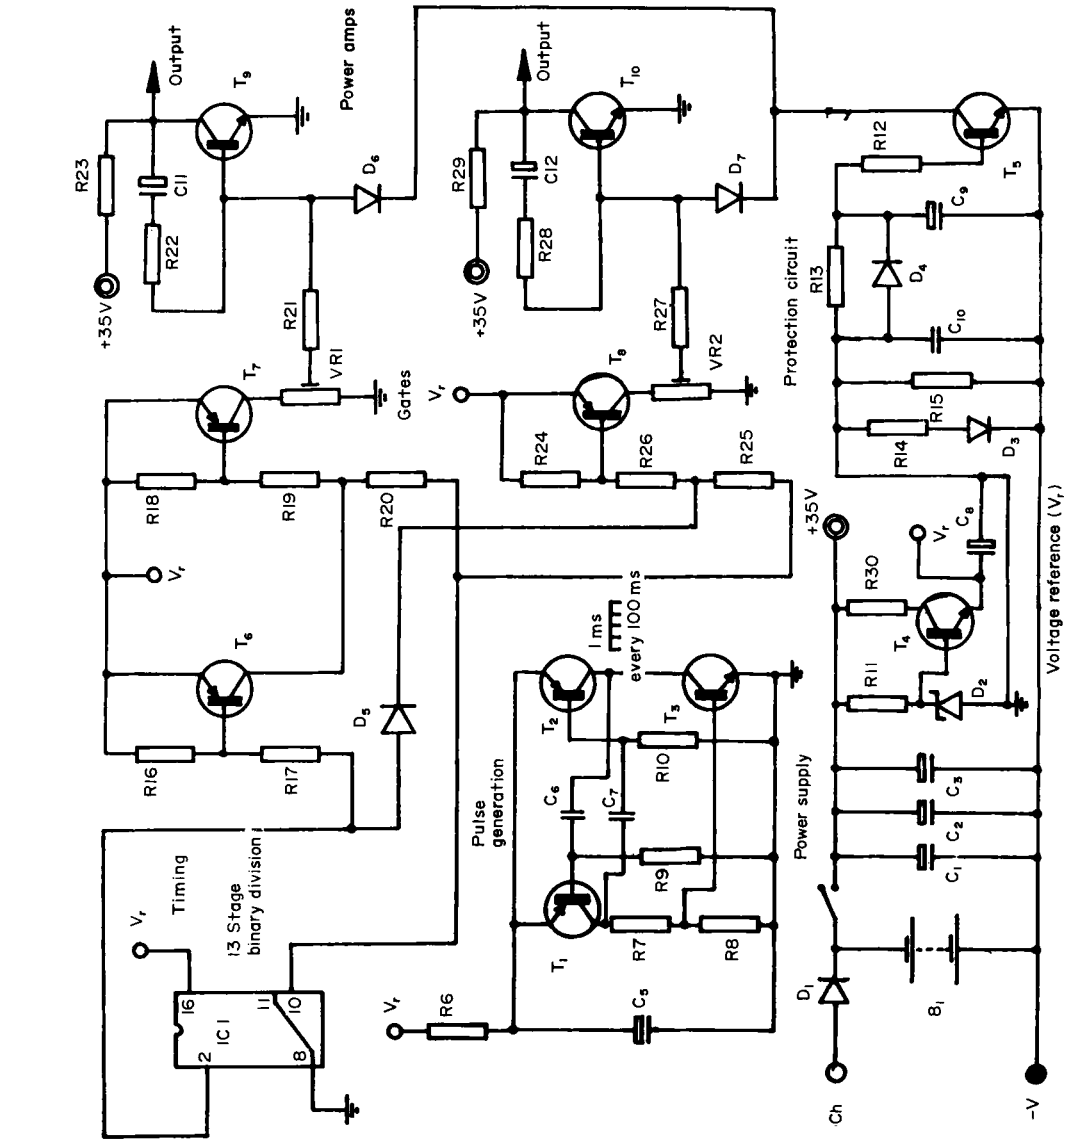 Output
Power amps
T9
R23
C11
R22
+35V
D6
R21
VR1
T7
Gates
R18
R19
R20
Vr
T6
R16
R17
D5
Output
T10
R29
C12
R28
+35V
D7
R27
VR2
T8
Vr
R24
R26
R25
Timing
Vr
13 Stage
binary division
16
11
10
IC1
2
8
1ms
every 100 ms
T2
T3
Pulse
generation
C6
C7
R10
R9
T1
R7
R8
Vr
R6
C5
R12
T5
Protection circuit
R13
D4
C9
C10
R15
R14
D3
+35V
Vr
C8
R30
T4
R11
D2
Power supply
C3
C2
C1
D1
B1
Ch
-V
Voltage reference (Vr)